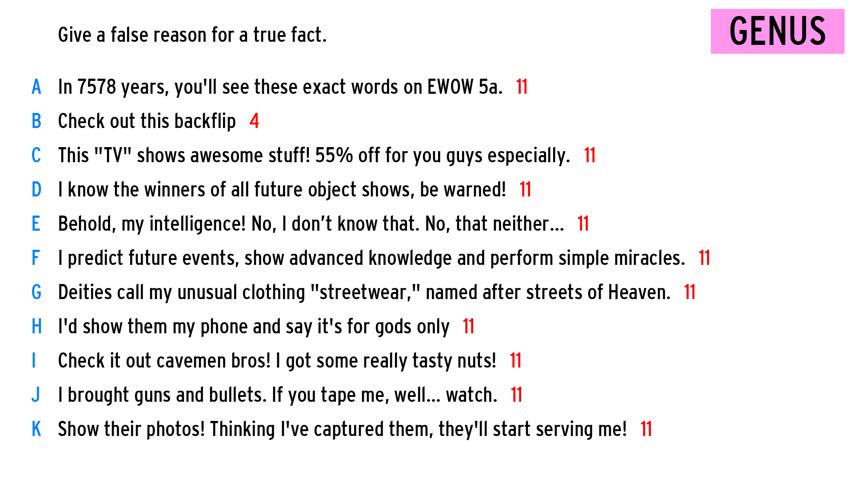 Give a false reason for a true fact.
GENUS
A In 7578 years, you'll see these exact words on EWOW 5a. 11
B Check out this backflip 4
C This "TV" shows awesome stuff! 55% off for you guys especially. 11
D I know the winners of all future object shows, be warned! 11
E Behold, my intelligence! No, I don’t know that. No, that neither... 11
F I predict future events, show advanced knowledge and perform simple miracles. 11
G Deities call my unusual clothing "streetwear," named after streets of Heaven. 11
H I'd show them my phone and say it's for gods only 11
I Check it out cavemen bros! I got some really tasty nuts! 11
J I brought guns and bullets. If you tape me, well... watch. 11
K Show their photos! Thinking I've captured them, they'll start serving me! 11